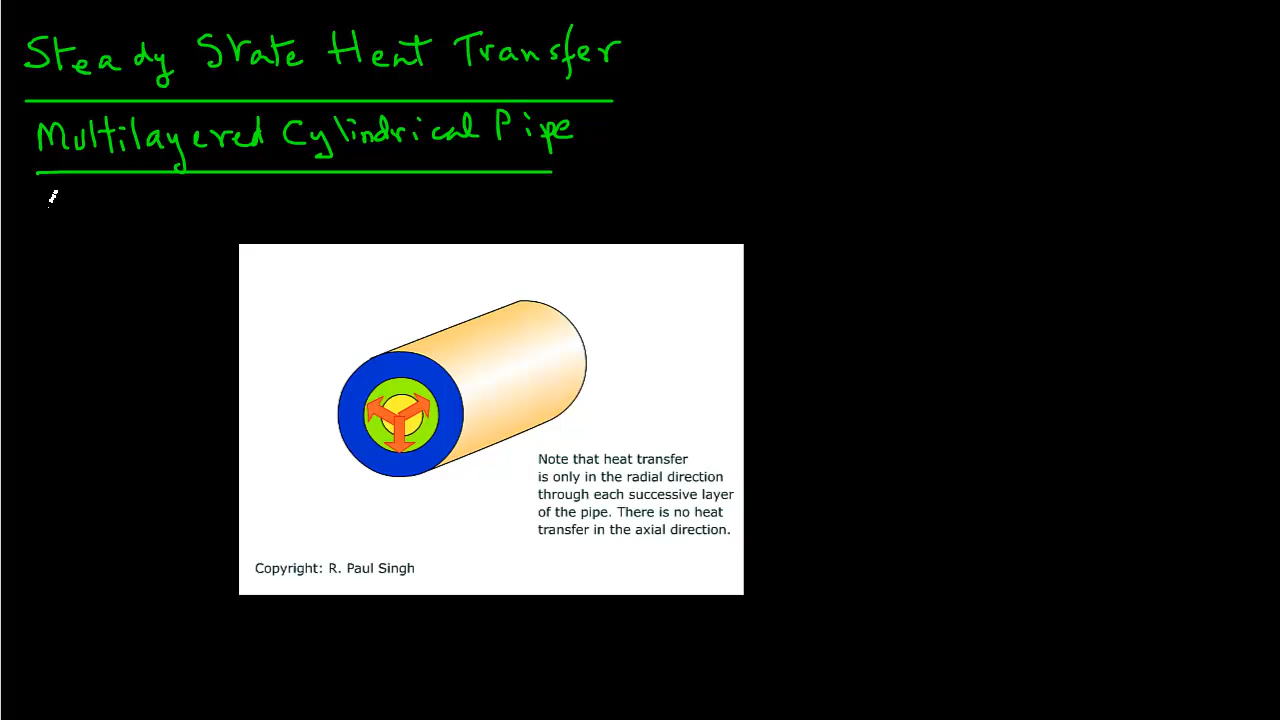 Steady State Heat Transfer
Multilayered Cylindrical Pipe
Note that heat transfer
is only in the radial direction
through each successive layer
of the pipe. There is no heat
transfer in the axial direction.
Copyright: R. Paul Singh